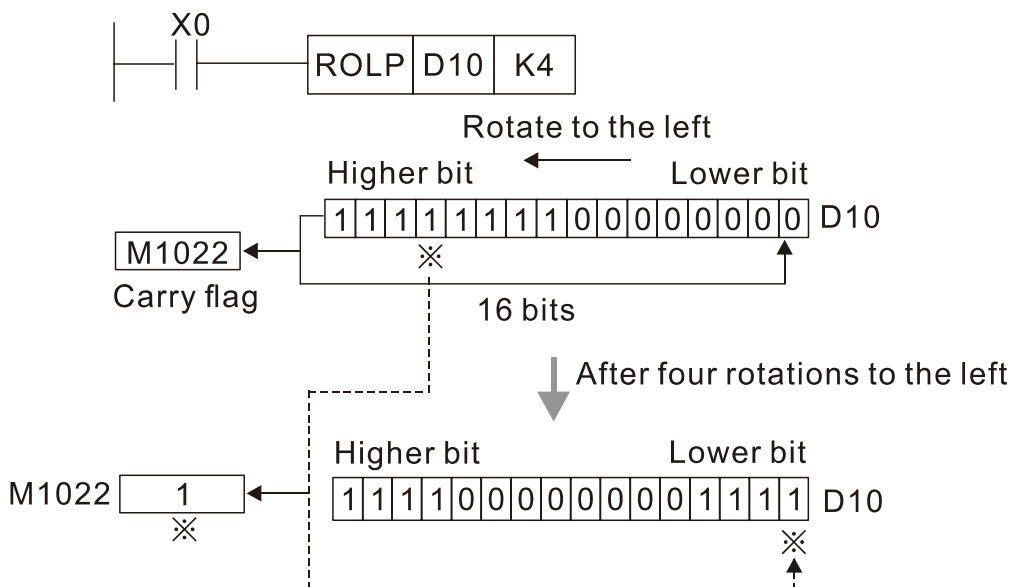 X0
ROLP D10 K4
Rotate to the left
Higher bit Lower bit
1 1 1 1 1 1 1 1 0 0 0 0 0 0 0 0 D10
M1022
※
Carry flag
16 bits
After four rotations to the left
Higher bit Lower bit
M1022 1 1 1 1 1 0 0 0 0 0 0 0 0 1 1 1 1 D10
※ ※